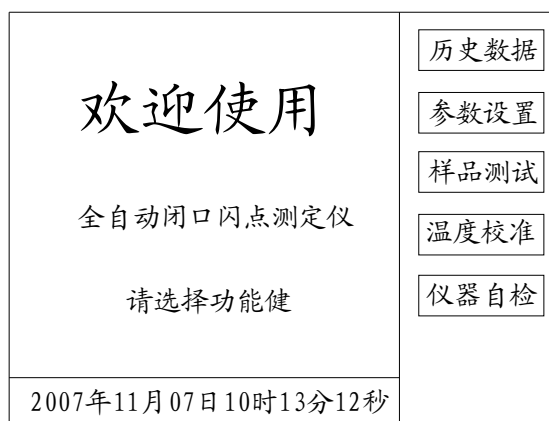 欢迎使用
全自动闭口闪点测定仪
请选择功能健
2007年11月07日10时13分12秒
历史数据
参数设置
样品测试
温度校准
仪器自检